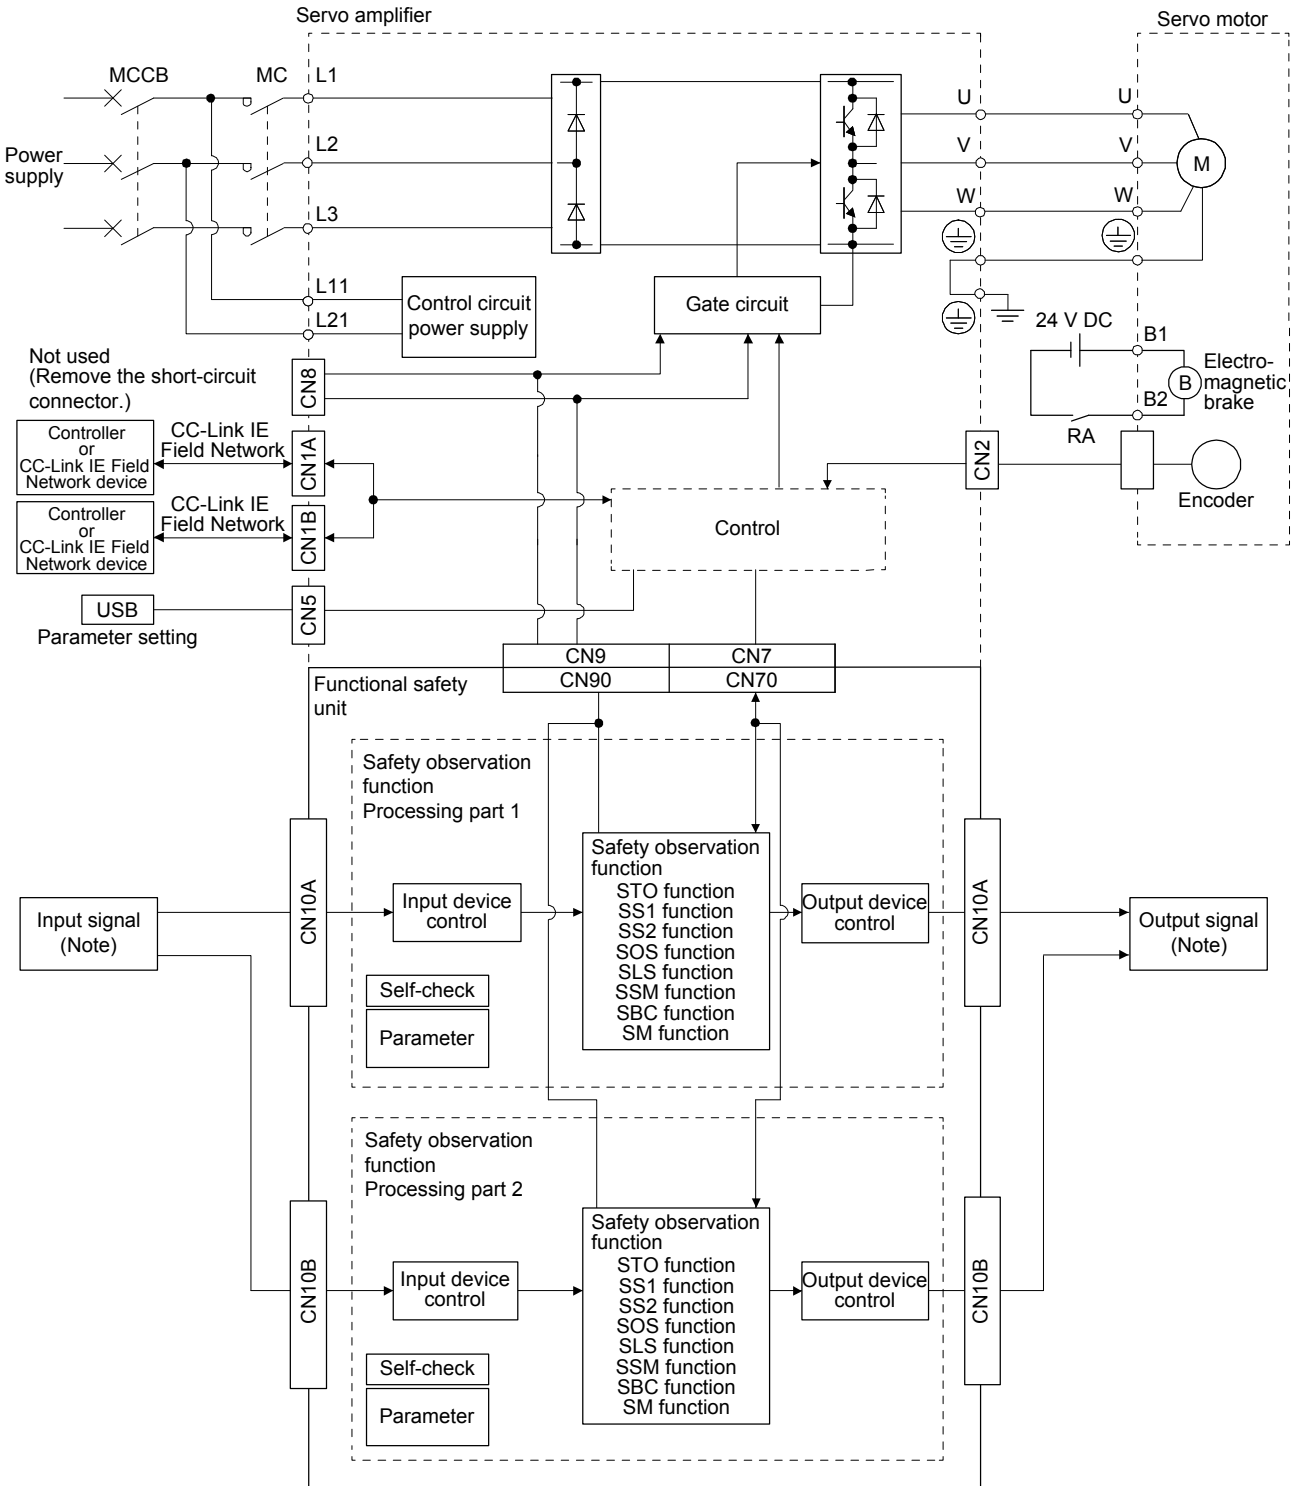 Servo amplifier
Servo motor
MCCB
MC
L1
L2
L3
Power
supply
U
V
W
U
V
W
M
L11
L21
Control circuit
power supply
Gate circuit
24 V DC
B1
B2
B
RA
Electro-
magnetic
brake
Not used
(Remove the short-circuit
connector.)
CN8
Controller
or
CC-Link IE Field
Network device
CC-Link IE
Field Network
CN1A
Controller
or
CC-Link IE Field
Network device
CC-Link IE
Field Network
CN1B
Control
CN2
Encoder
USB
Parameter setting
CN5
CN9
CN7
CN90
CN70
Functional safety
unit
Safety observation
function
Processing part 1
Input signal
(Note)
CN10A
Input device
control
Safety observation
function
STO function
SS1 function
SS2 function
SOS function
SLS function
SSM function
SBC function
SM function
Output device
control
CN10A
Output signal
(Note)
Self-check
Parameter
Safety observation
function
Processing part 2
CN10B
Input device
control
Safety observation
function
STO function
SS1 function
SS2 function
SOS function
SLS function
SSM function
SBC function
SM function
Output device
control
CN10B
Self-check
Parameter